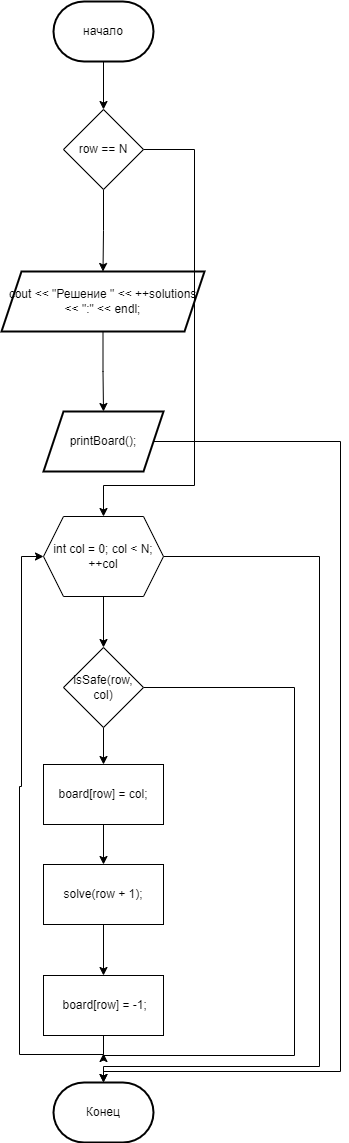 начало
row == N
cout << "Решение " << ++solutions
<< ":" << endl;
printBoard();
int col = 0; col < N;
++col
isSafe(row,
col)
board[row] = col;
solve(row + 1);
board[row] = -1;
Конец